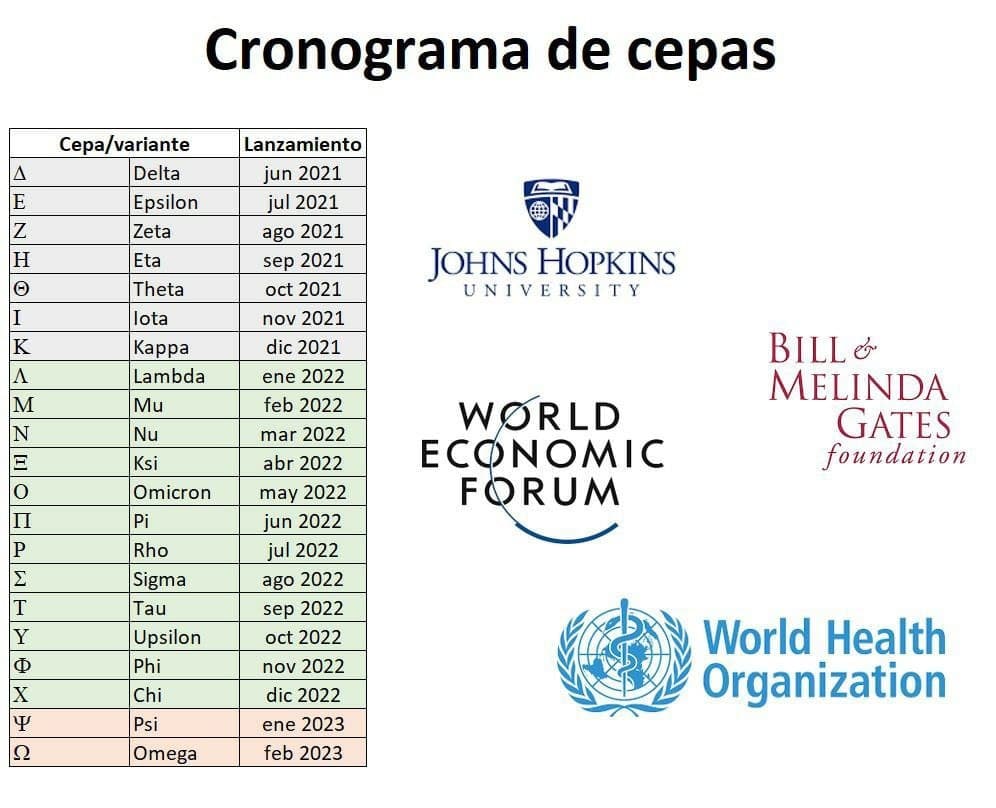 Cronograma de cepas
Cepa/variante Lanzamiento
Δ Delta jun 2021
Ε Epsilon jul 2021
Ζ Zeta ago 2021
Η Eta sep 2021
Θ Theta oct 2021
Ι Iota nov 2021
Κ Kappa dic 2021
Λ Lambda ene 2022
Μ Mu feb 2022
Ν Nu mar 2022
Ξ Ksi abr 2022
Ο Omicron may 2022
Π Pi jun 2022
Ρ Rho jul 2022
Σ Sigma ago 2022
Τ Tau sep 2022
Υ Upsilon oct 2022
Φ Phi nov 2022
Χ Chi dic 2022
Ψ Psi ene 2023
Ω Omega feb 2023
JOHNS HOPKINS
UNIVERSITY
BILL &
MELINDA
GATES
foundation
WORLD
ECONOMIC
FORUM
World Health
Organization